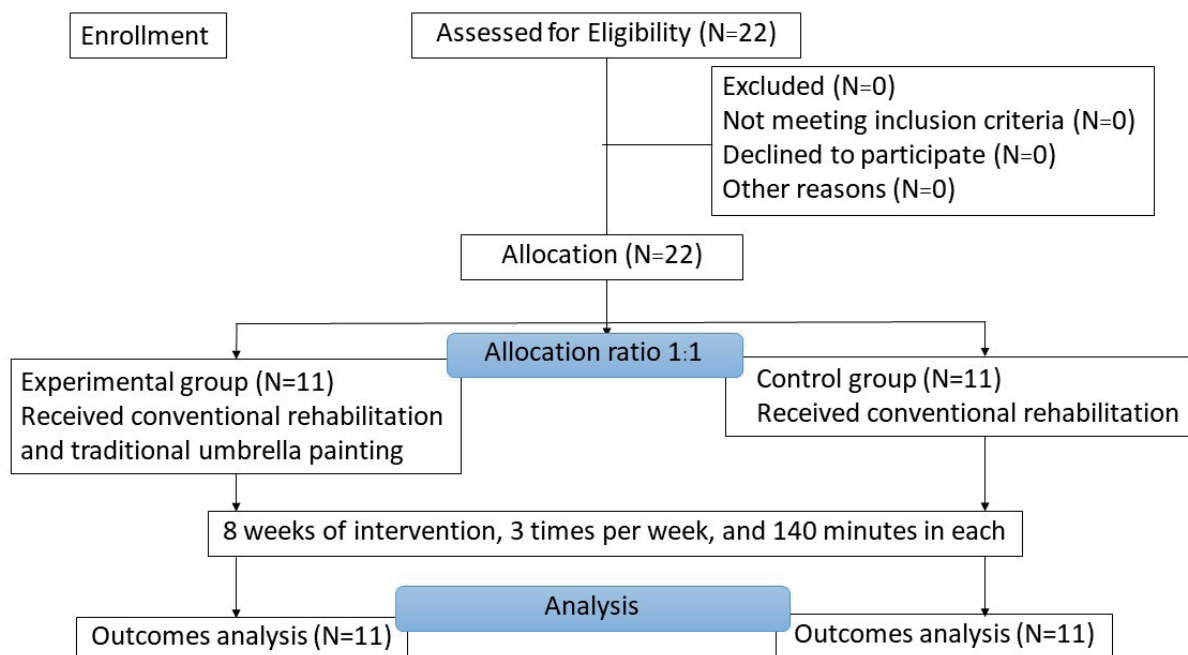 Enrollment
Assessed for Eligibility (N=22)
Excluded (N=0)
Not meeting inclusion criteria (N=0)
Declined to participate (N=0)
Other reasons (N=0)
Allocation (N=22)
Allocation ratio 1:1
Experimental group (N=11)
Received conventional rehabilitation
and traditional umbrella painting
Control group (N=11)
Received conventional rehabilitation
8 weeks of intervention, 3 times per week, and 140 minutes in each
Analysis
Outcomes analysis (N=11)
Outcomes analysis (N=11)